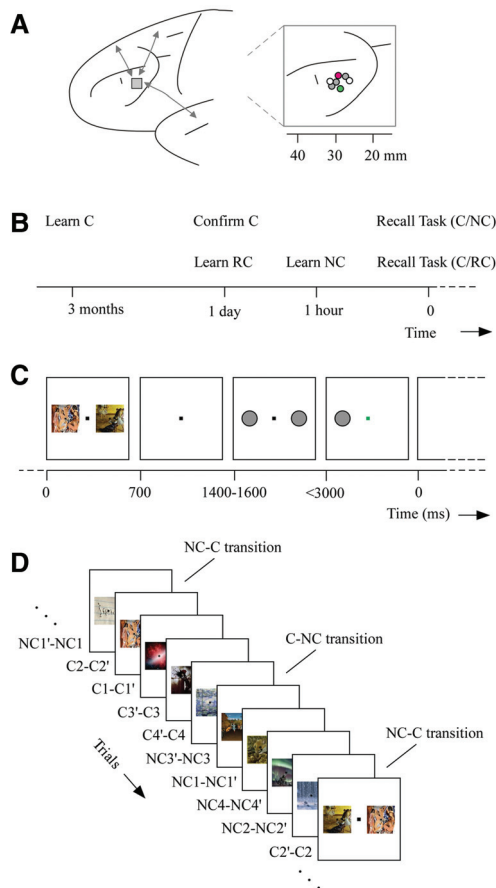 A
40 30 20 mm
B
Learn C Confirm C Recall Task (C/NC)
Learn RC Learn NC Recall Task (C/RC)
3 months 1 day 1 hour 0
Time
C
0 700 1400-1600 <3000 0
Time (ms)
D
NC-C transition
C-NC transition
NC1'-NC1
C2-C2'
NC-C transition
C1-C1'
C3'-C3
C4'-C4
NC3'-NC3
Trials
NC1-NC1'
NC4-NC4'
NC2-NC2'
C2'-C2